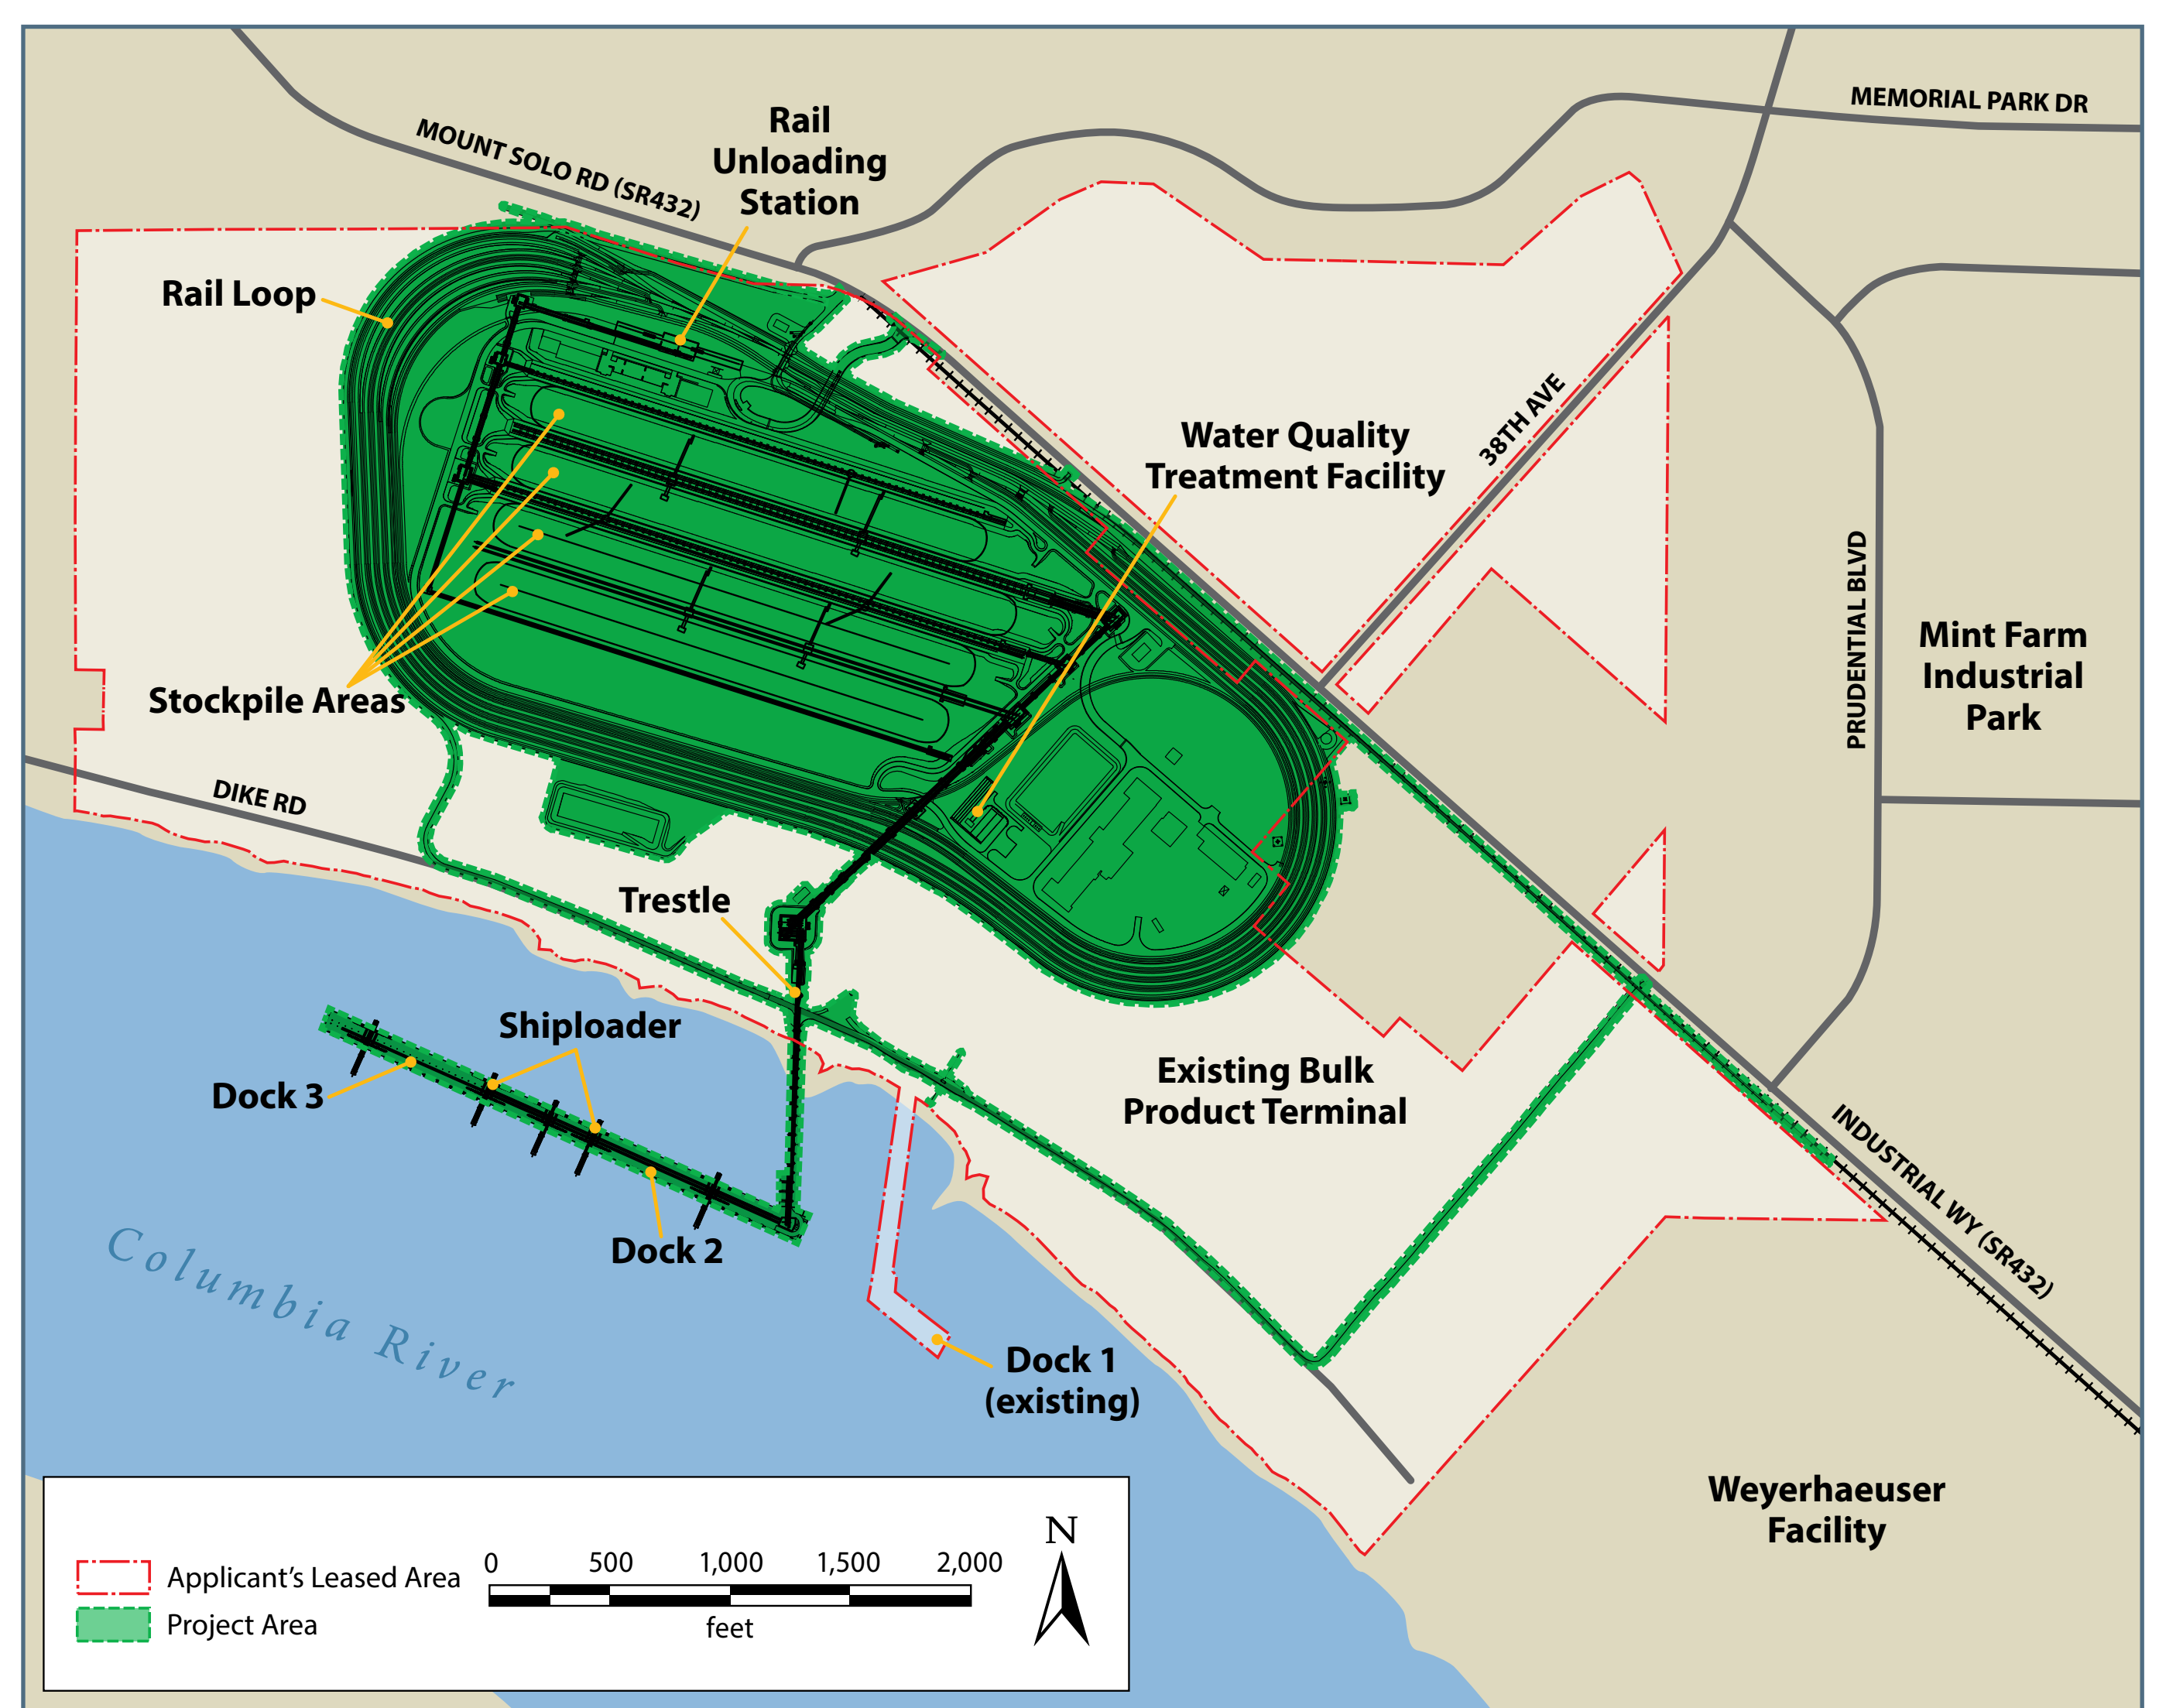 MEMORIAL PARK DR
MOUNT SOLO RD (SR432)
Rail
Unloading
Station
Rail Loop
38TH AVE
Water Quality
Treatment Facility
PRUDENTIAL BLVD
Mint Farm
Industrial
Park
Stockpile Areas
DIKE RD
Trestle
Shiploader
Dock 3
Existing Bulk
Product Terminal
INDUSTRIAL WY (SR432)
Dock 2
Columbia River
Dock 1
(existing)
Weyerhaeuser
Facility
N
Applicant's Leased Area
Project Area
0 500 1,000 1,500 2,000
feet